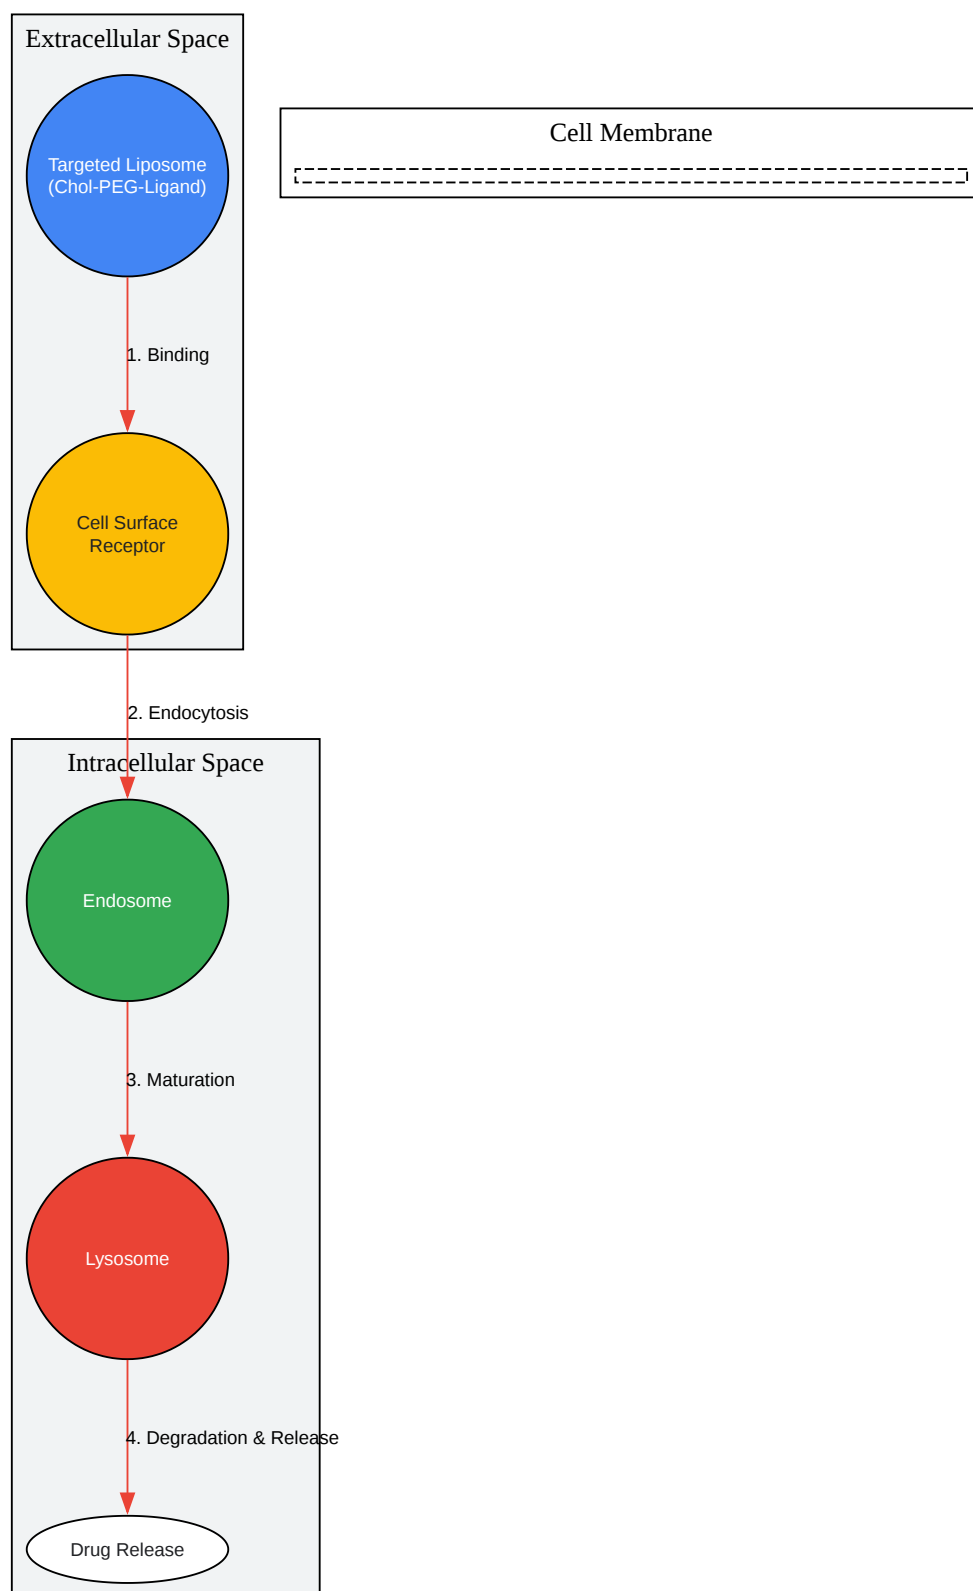 Extracellular Space
Targeted Liposome
(Chol-PEG-Ligand)
Cell Membrane
1. Binding
Cell Surface
Receptor
2. Endocytosis
Intracellular Space
Endosome
3. Maturation
Lysosome
4. Degradation & Release
Drug Release